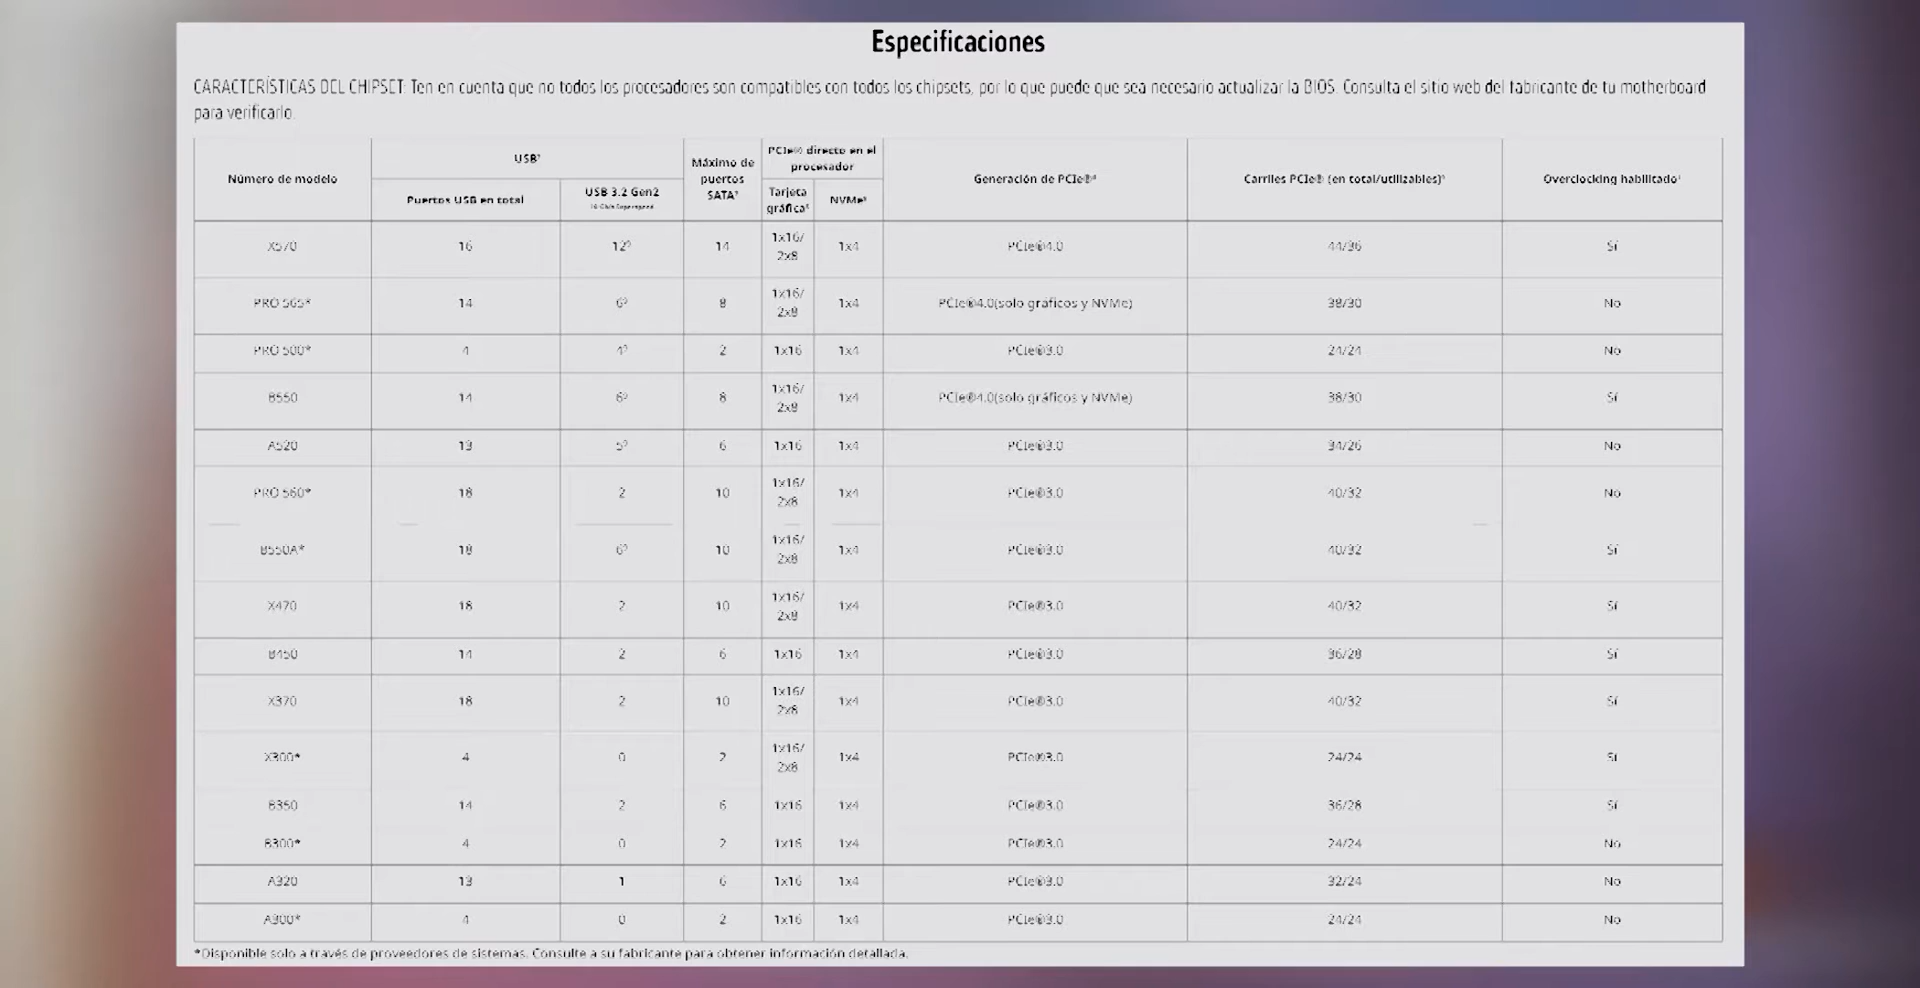 Especificaciones
CARACTERÍSTICAS DEL CHIPSET: Ten en cuenta que no todos los procesadores son compatibles con todos los chipsets, por lo que puede que sea necesario actualizar la BIOS. Consulta el sitio web del fabricante de tu motherboard
para verificarlo.
Número de modelo USB Máximo de puertos SATA PCIe® directo en el procesador Generación de PCIe® Carriles PCIe® (en total/utilizables) Overclocking habilitado
Puertos USB en total USB 3.2 Gen2 Tarjeta gráfica NVMe
X570 16 12 14 1x16/ 2x8 1x4 PCIe®4.0 44/36 Sí
PRO 565* 14 6 8 1x16/ 2x8 1x4 PCIe®4.0(solo gráficos y NVMe) 38/30 No
PRO 500* 4 4 2 1x16 1x4 PCIe®3.0 24/24 No
B550 14 6 8 1x16/ 2x8 1x4 PCIe®4.0(solo gráficos y NVMe) 38/30 Sí
A520 13 5 6 1x16 1x4 PCIe®3.0 34/26 No
PRO 560* 18 2 10 1x16/ 2x8 1x4 PCIe®3.0 40/32 No
B550A* 18 6 10 1x16/ 2x8 1x4 PCIe®3.0 40/32 Sí
X470 18 2 10 1x16/ 2x8 1x4 PCIe®3.0 40/32 Sí
B450 14 2 6 1x16 1x4 PCIe®3.0 36/28 Sí
X370 18 2 10 1x16/ 2x8 1x4 PCIe®3.0 40/32 Sí
X300* 4 0 2 1x16/ 2x8 1x4 PCIe®3.0 24/24 Sí
B350 14 2 6 1x16 1x4 PCIe®3.0 36/28 Sí
B300* 4 0 2 1x16 1x4 PCIe®3.0 24/24 No
A320 13 1 6 1x16 1x4 PCIe®3.0 32/24 No
A300* 4 0 2 1x16 1x4 PCIe®3.0 24/24 No
*Disponible solo a través de proveedores de sistemas. Consulte a su fabricante para obtener información detallada.